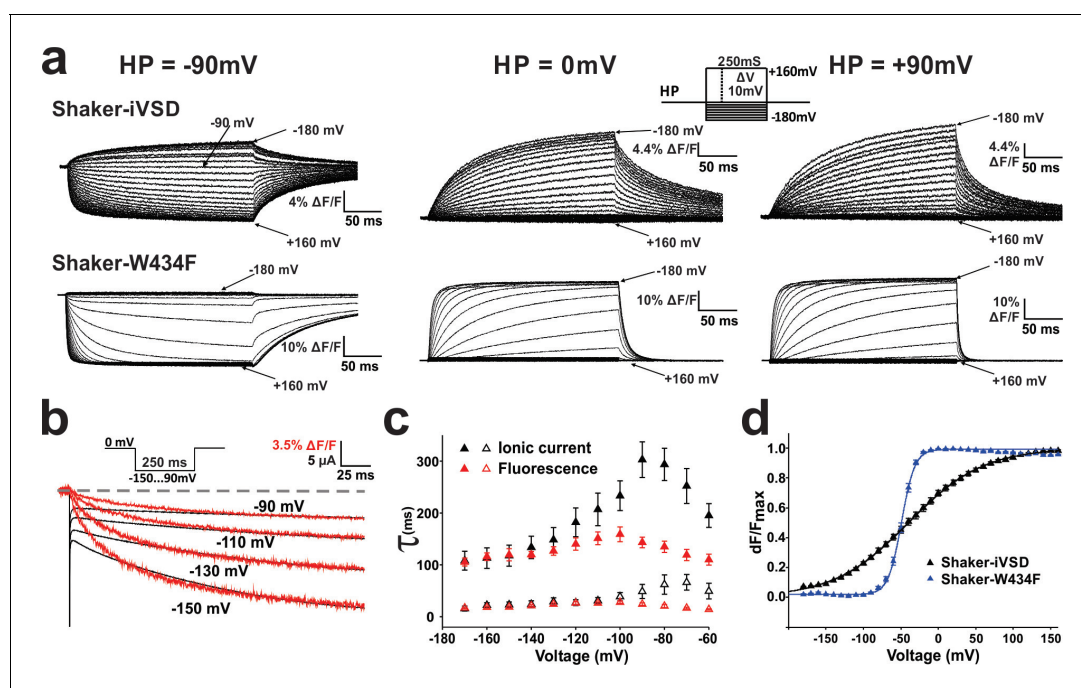 a
HP = -90mV
HP = 0mV
HP = +90mV
250mS
+160mV
ΔV
10mV
HP
-180mV
Shaker-iVSD
-90 mV
-180 mV
4% ΔF/F
50 ms
+160 mV
-180 mV
4.4% ΔF/F
50 ms
+160 mV
-180 mV
4.4%
ΔF/F
50 ms
+160 mV
Shaker-W434F
-180 mV
10% ΔF/F
50 ms
+160 mV
-180 mV
10% ΔF/F
50 ms
+160 mV
-180 mV
10%
ΔF/F
50 ms
+160 mV
b
0 mV
250 ms
-150...90mV
3.5% ΔF/F
5 µA
25 ms
-90 mV
-110 mV
-130 mV
-150 mV
c
Ionic current
Fluorescence
τ(ms)
300
200
100
0
-180 -160 -140 -120 -100 -80 -60
Voltage (mV)
d
dF/Fmax
1.0
0.8
0.6
0.4
0.2
0.0
Shaker-iVSD
Shaker-W434F
-150 -100 -50 0 50 100 150
Voltage (mV)